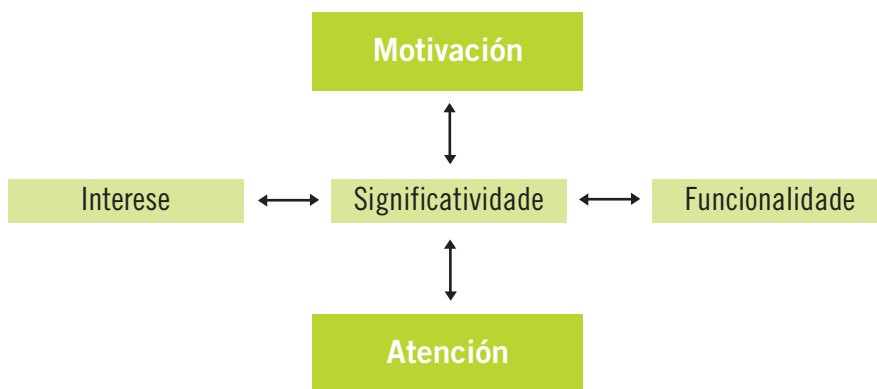 Motivación
Interese
Significatividade
Funcionalidade
Atención